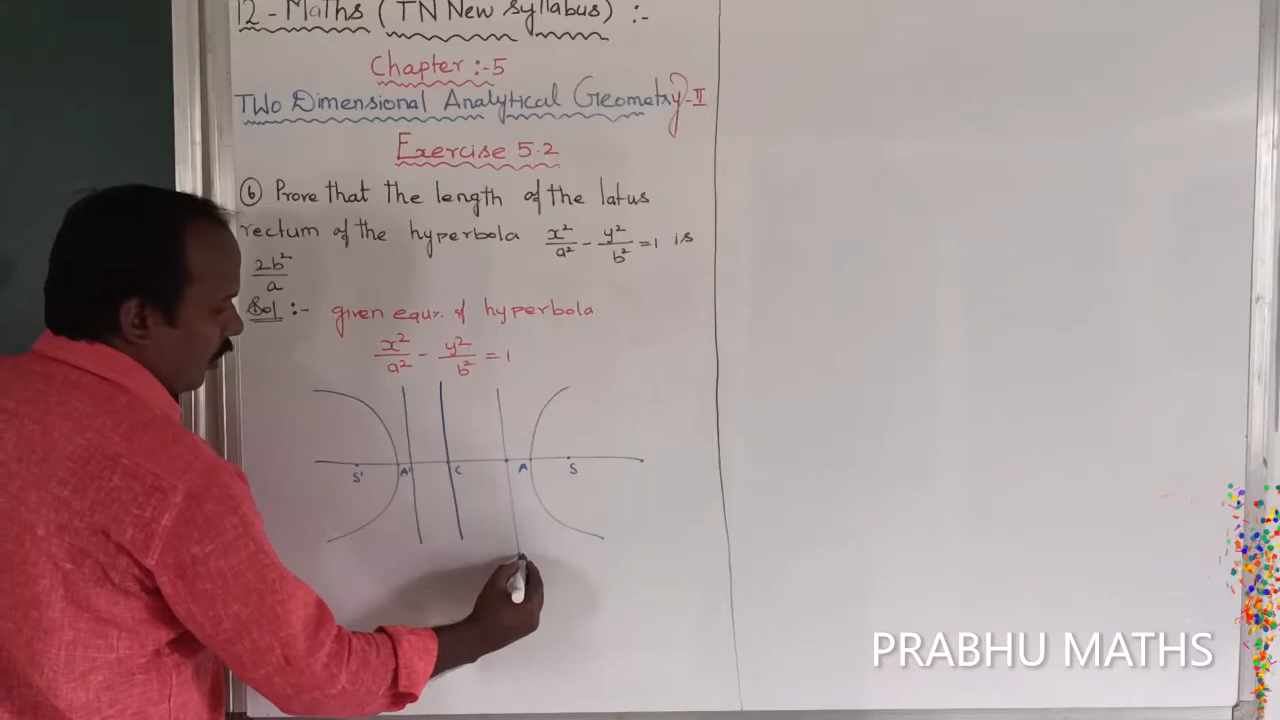 12 - Maths (TN New Syllabus) :-
Chapter :- 5
Two Dimensional Analytical Geometry - II
Exercise 5.2
⑥ Prove that the length of the latus
rectum of the hyperbola x²/a² - y²/b² = 1 is
2b²/a
Sol :- given equn. of hyperbola
x²/a² - y²/b² = 1
S' A' C A S
PRABHU MATHS